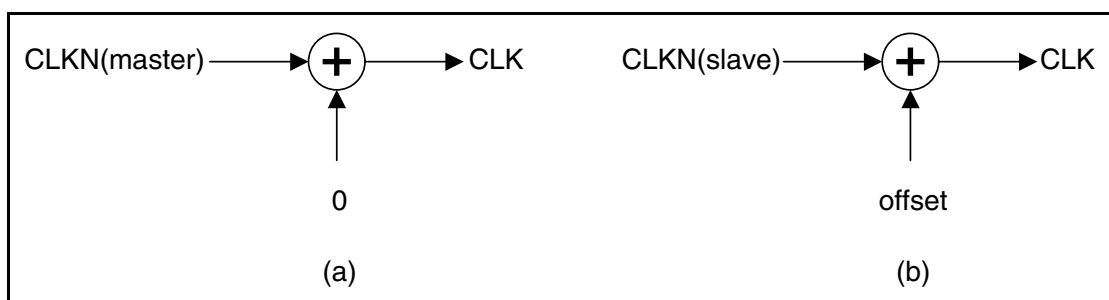 CLKN(master) + CLK
0
(a)
CLKN(slave) + CLK
offset
(b)